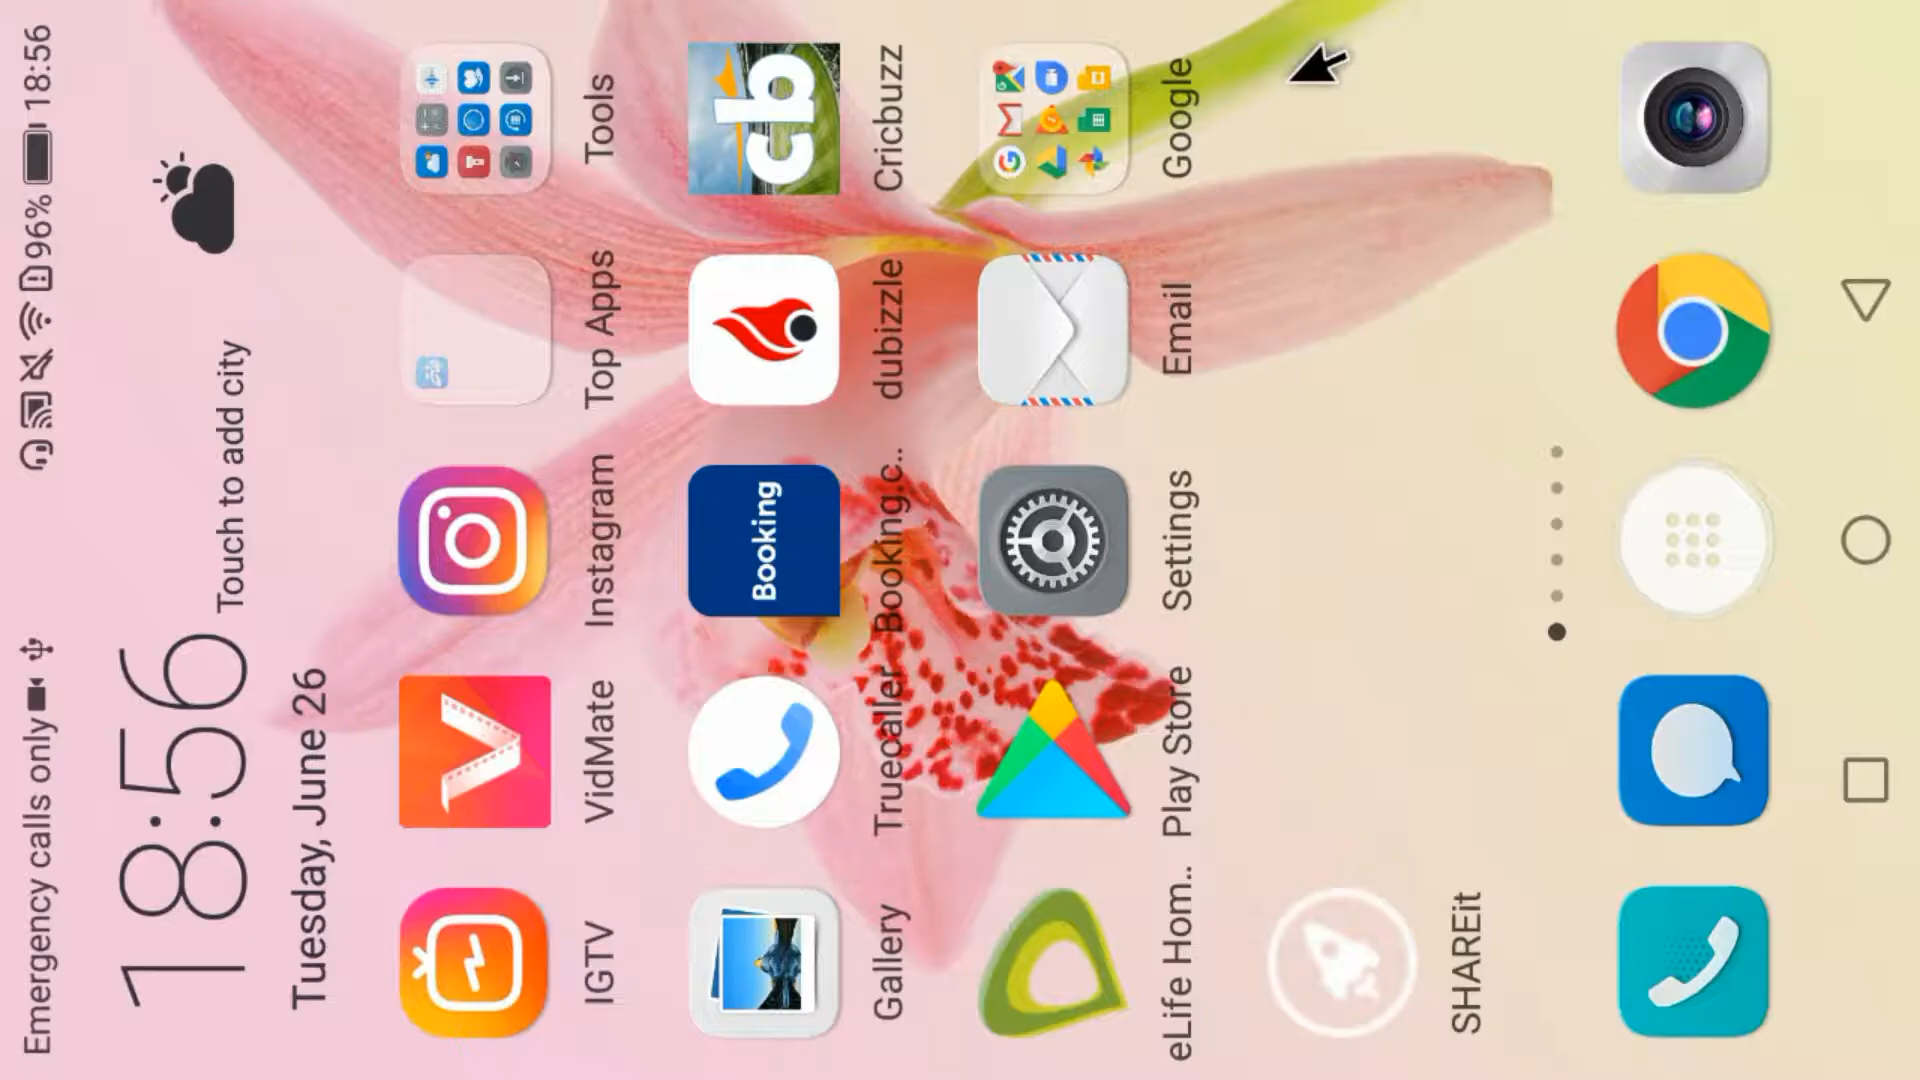 Emergency calls only 96% 18:56
18:56 Touch to add city
Tuesday, June 26
IGTV VidMate Instagram Top Apps Tools
Booking
cb
Gallery Truecaller Booking.c.. dubizzle Cricbuzz
eLife Hom.. Play Store Settings Email Google
SHAREit